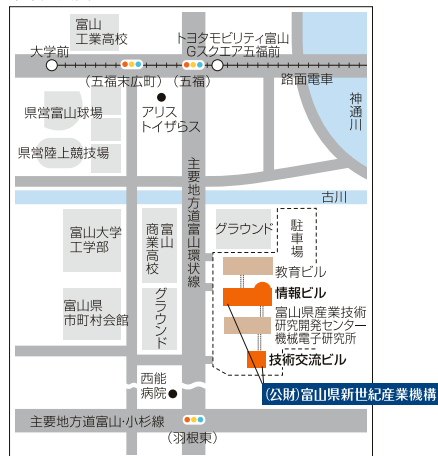 富山
工業高校
大学前
トヨタモビリティ富山
Gスクエア五福前
(五福末広町)
(五福)
路面電車
神通川
県営富山球場
アリス
トイザらス
県営陸上競技場
主要地方道富山環状線
古川
富山大学
工学部
富山
商業高校
グラウンド
駐車場
教育ビル
情報ビル
富山県
市町村会館
グラウンド
富山県産業技術
研究開発センター
機械電子研究所
技術交流ビル
西能
病院
(公財)富山県新世紀産業機構
主要地方道富山・小杉線
(羽根東)